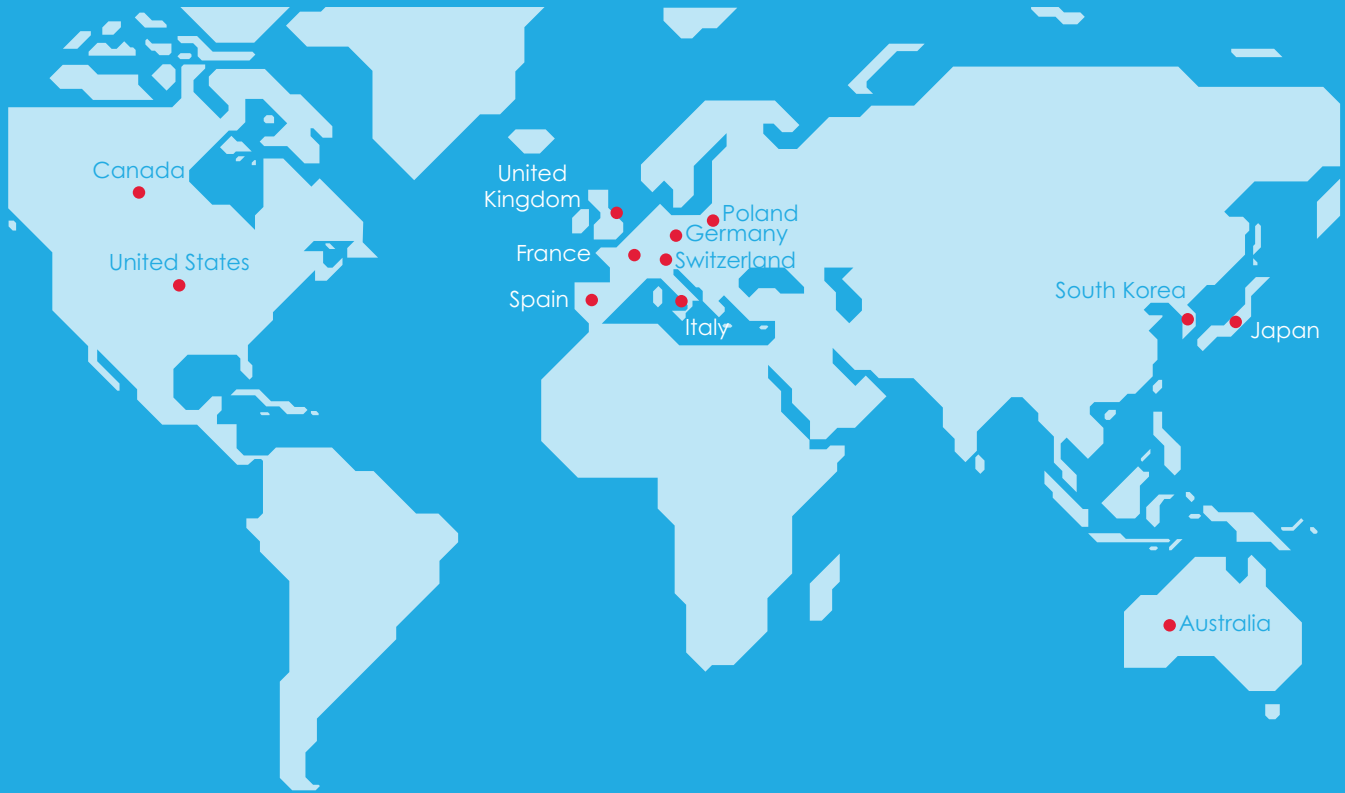 Canada
United States
United
Kingdom
France
Spain
Poland
Germany
Switzerland
Italy
South Korea
Japan
Australia